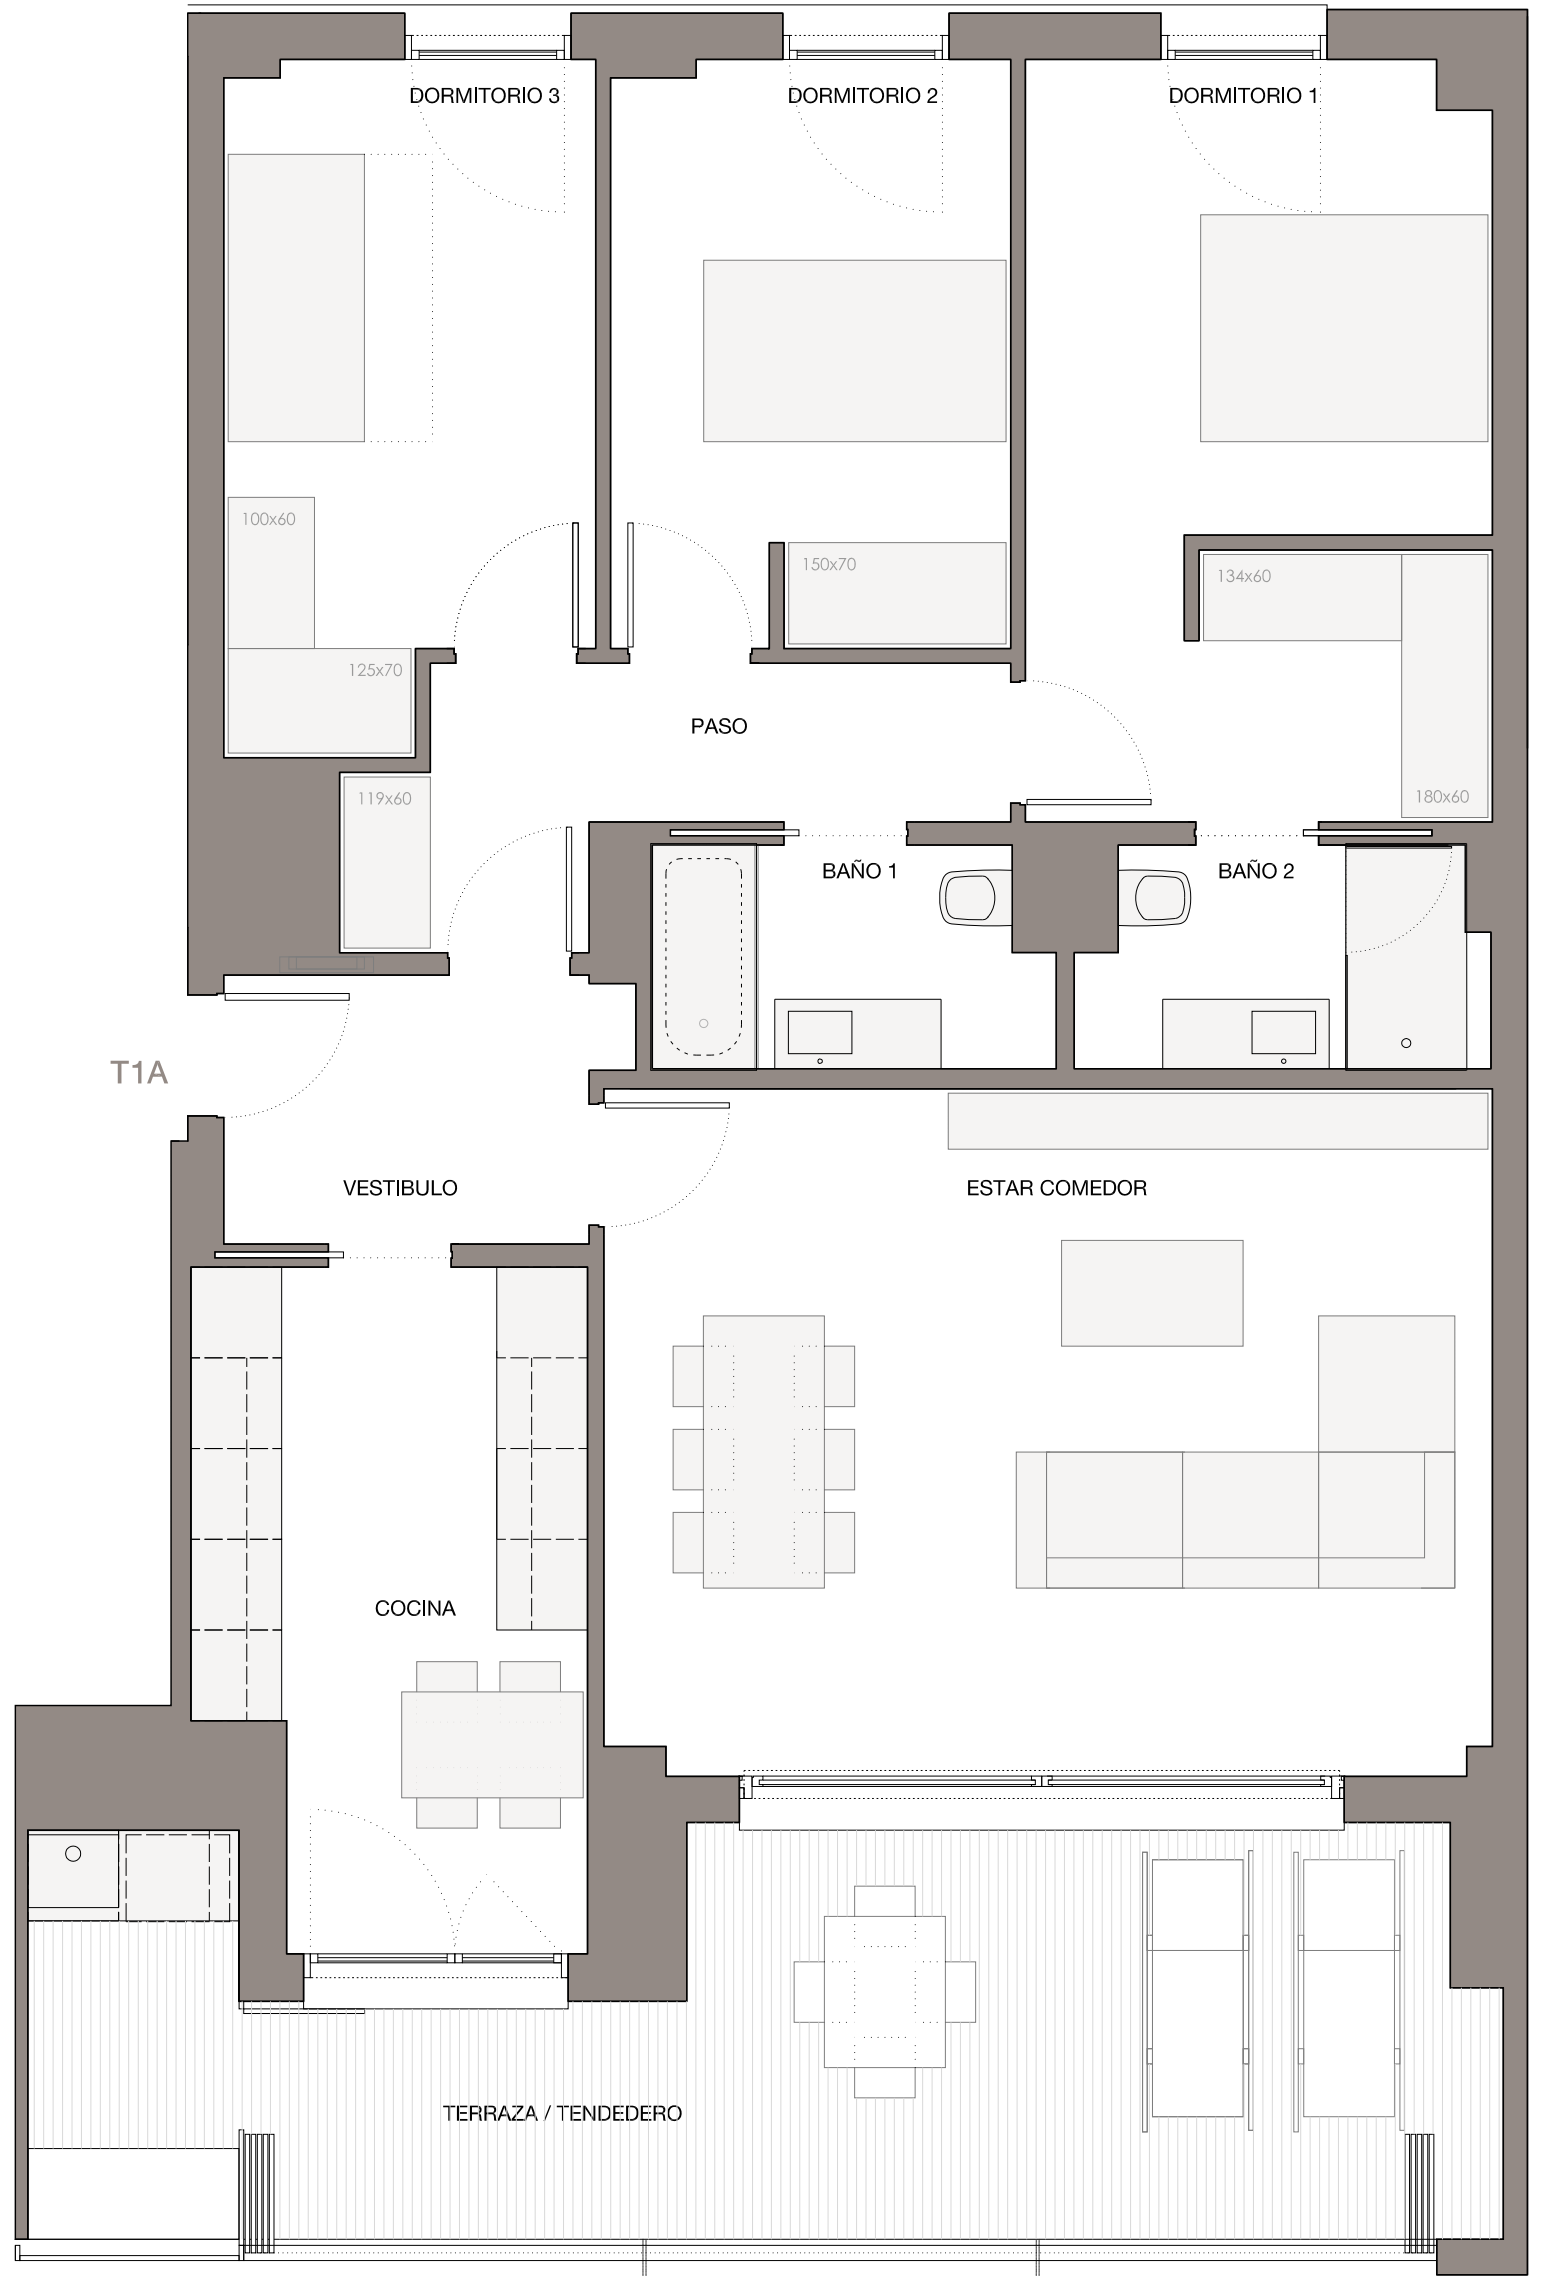 DORMITORIO 3
DORMITORIO 2
DORMITORIO 1
100x60
150x70
134x60
125x70
PASO
119x60
180x60
BAÑO 1
BAÑO 2
T1A
VESTIBULO
ESTAR COMEDOR
COCINA
TERRAZA / TENDEDERO